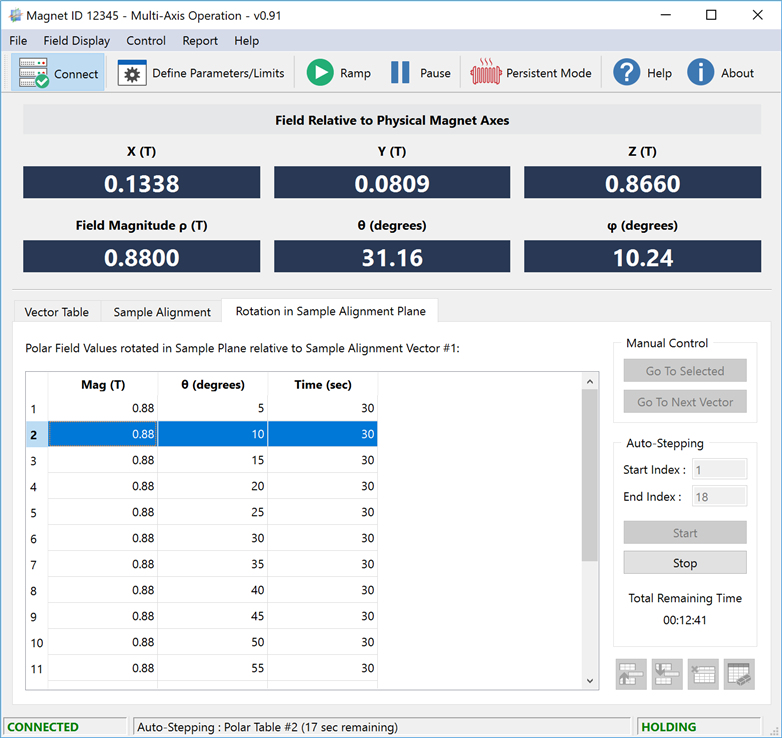 Magnet ID 12345 - Multi-Axis Operation - v0.91
File Field Display Control Report Help
Connect Define Parameters/Limits Ramp Pause Persistent Mode ? Help i About
Field Relative to Physical Magnet Axes
X (T) Y (T) Z (T)
0.1338 0.0809 0.8660
Field Magnitude ρ (T) θ (degrees) φ (degrees)
0.8800 31.16 10.24
Vector Table Sample Alignment Rotation in Sample Alignment Plane
Polar Field Values rotated in Sample Plane relative to Sample Alignment Vector #1:
Mag (T) θ (degrees) Time (sec)
1 0.88 5 30
2 0.88 10 30
3 0.88 15 30
4 0.88 20 30
5 0.88 25 30
6 0.88 30 30
7 0.88 35 30
8 0.88 40 30
9 0.88 45 30
10 0.88 50 30
11 0.88 55 30
Manual Control
Go To Selected
Go To Next Vector
Auto-Stepping
Start Index : 1
End Index : 18
Start
Stop
Total Remaining Time
00:12:41
CONNECTED Auto-Stepping : Polar Table #2 (17 sec remaining) HOLDING